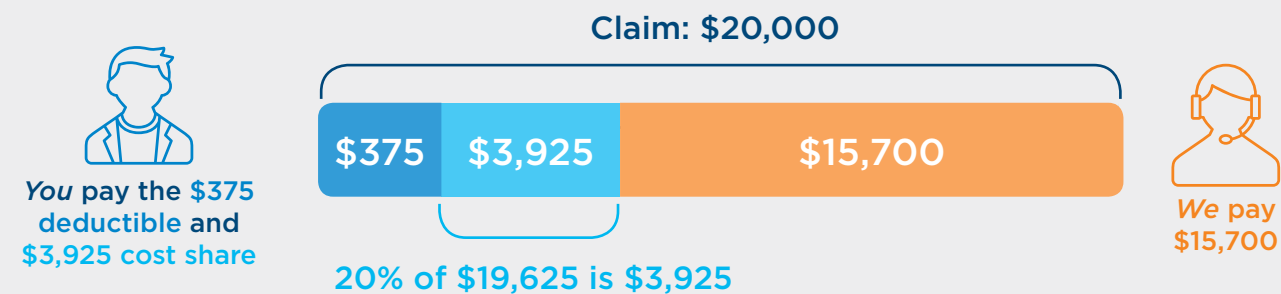 Claim: $20,000
$375
$3,925
$15,700
You pay the $375
deductible and
$3,925 cost share
We pay
$15,700
20% of $19,625 is $3,925